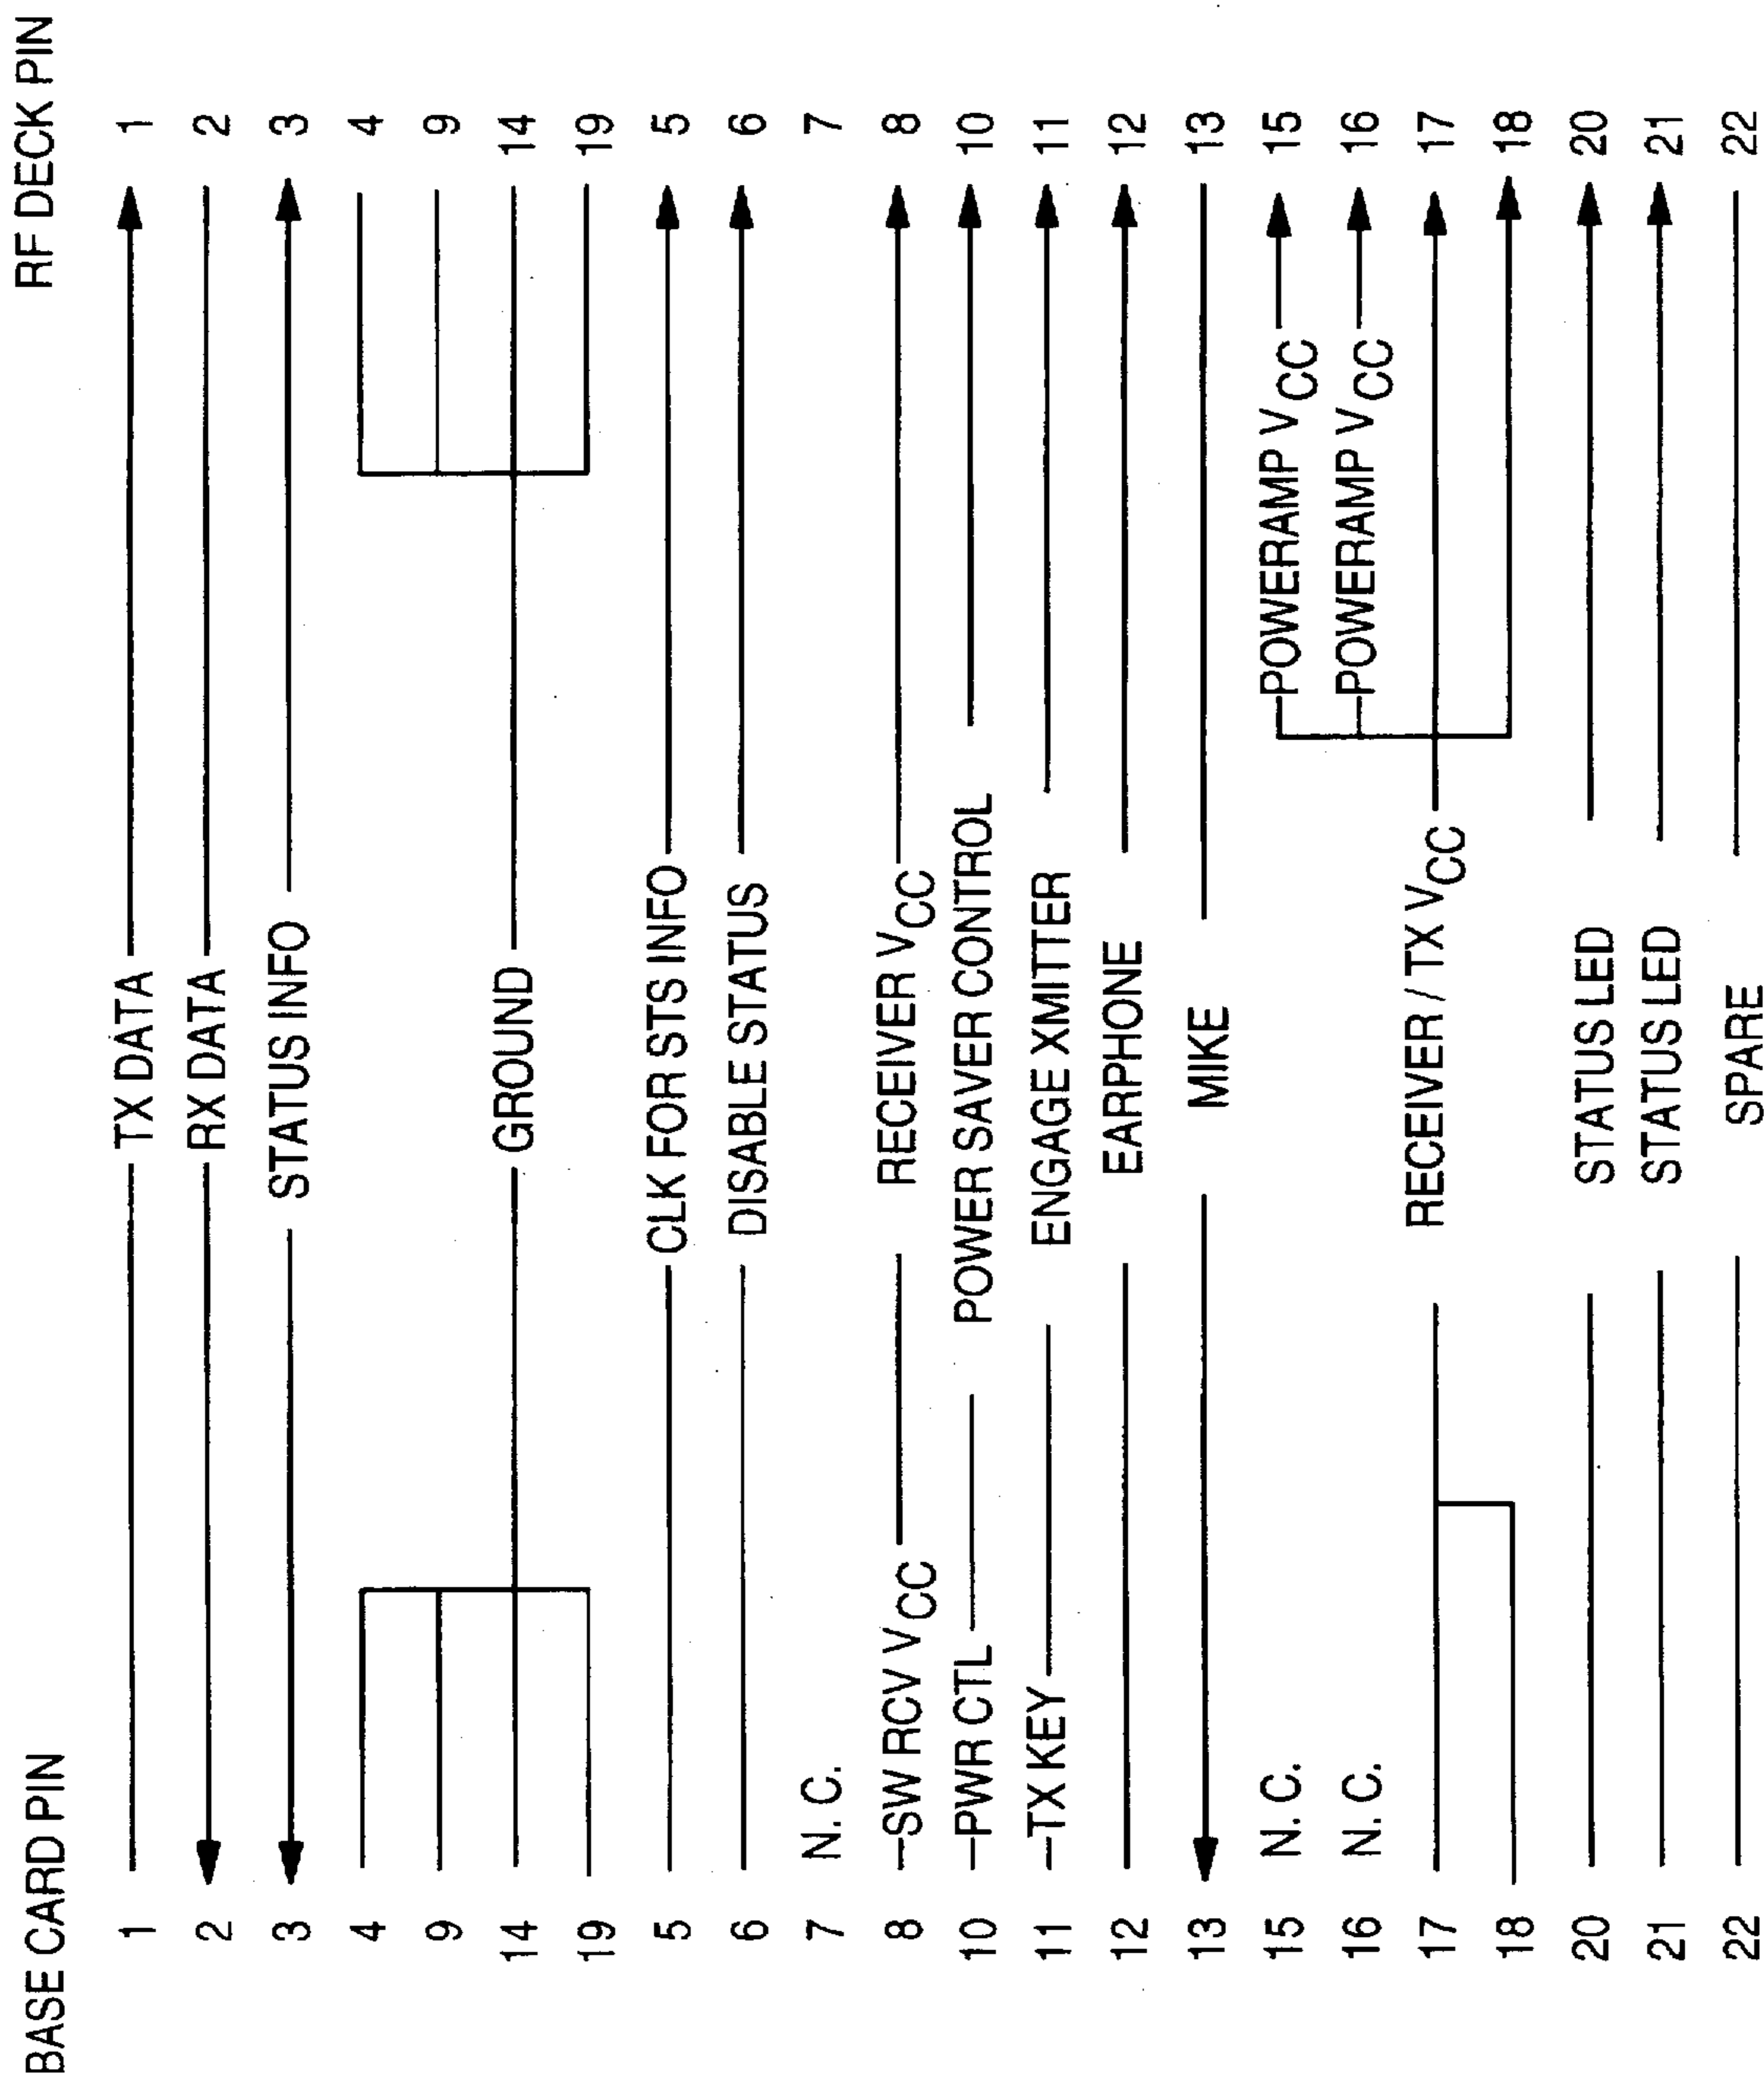 BASE CARD PIN RF DECK PIN
1 TX DATA 1
2 RX DATA 2
3 STATUS INFO 3
4 4
9 9
14 GROUND 14
19 19
5 CLK FOR STS INFO 5
6 DISABLE STATUS 6
7 N. C. 7
8 SW RCV VCC RECEIVER VCC 8
10 PWR CTL POWER SAVER CONTROL 10
11 TX KEY ENGAGE XMITTER 11
12 EARPHONE 12
13 MIKE 13
15 N. C. POWERAMP VCC 15
16 N. C. POWERAMP VCC 16
17 RECEIVER / TX VCC 17
18 18
20 STATUS LED 20
21 STATUS LED 21
22 SPARE 22